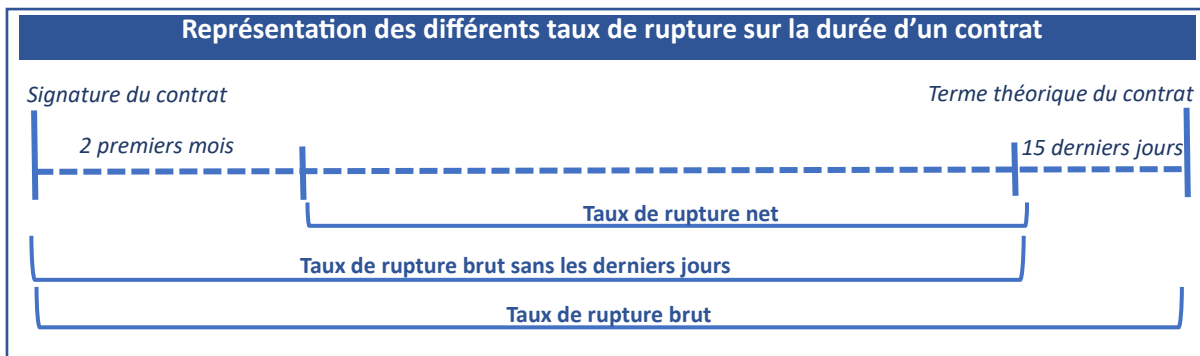 Représentation des différents taux de rupture sur la durée d’un contrat
Signature du contrat
Terme théorique du contrat
2 premiers mois
15 derniers jours
Taux de rupture net
Taux de rupture brut sans les derniers jours
Taux de rupture brut